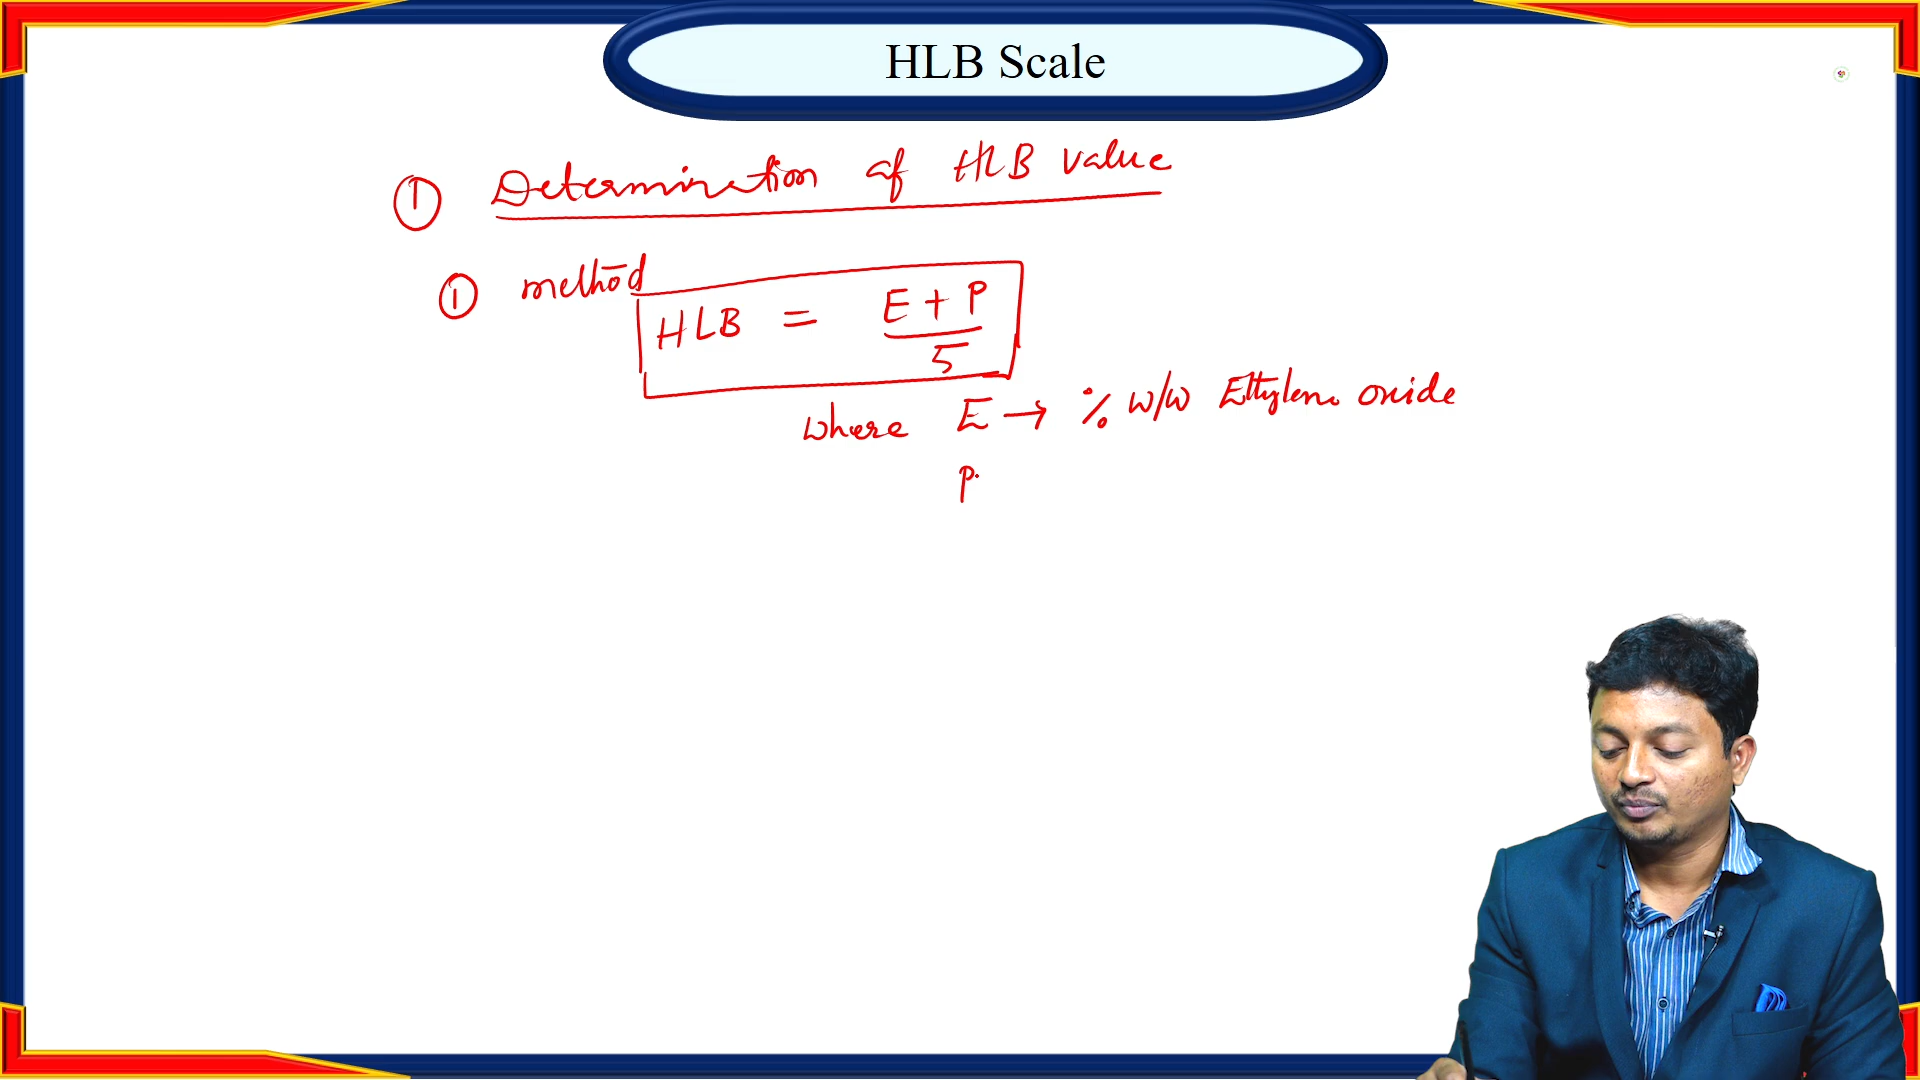 HLB Scale
① Determination of HLB value
① method
HLB = E + P / 5
where E → % w/w Ethylene oxide
P.